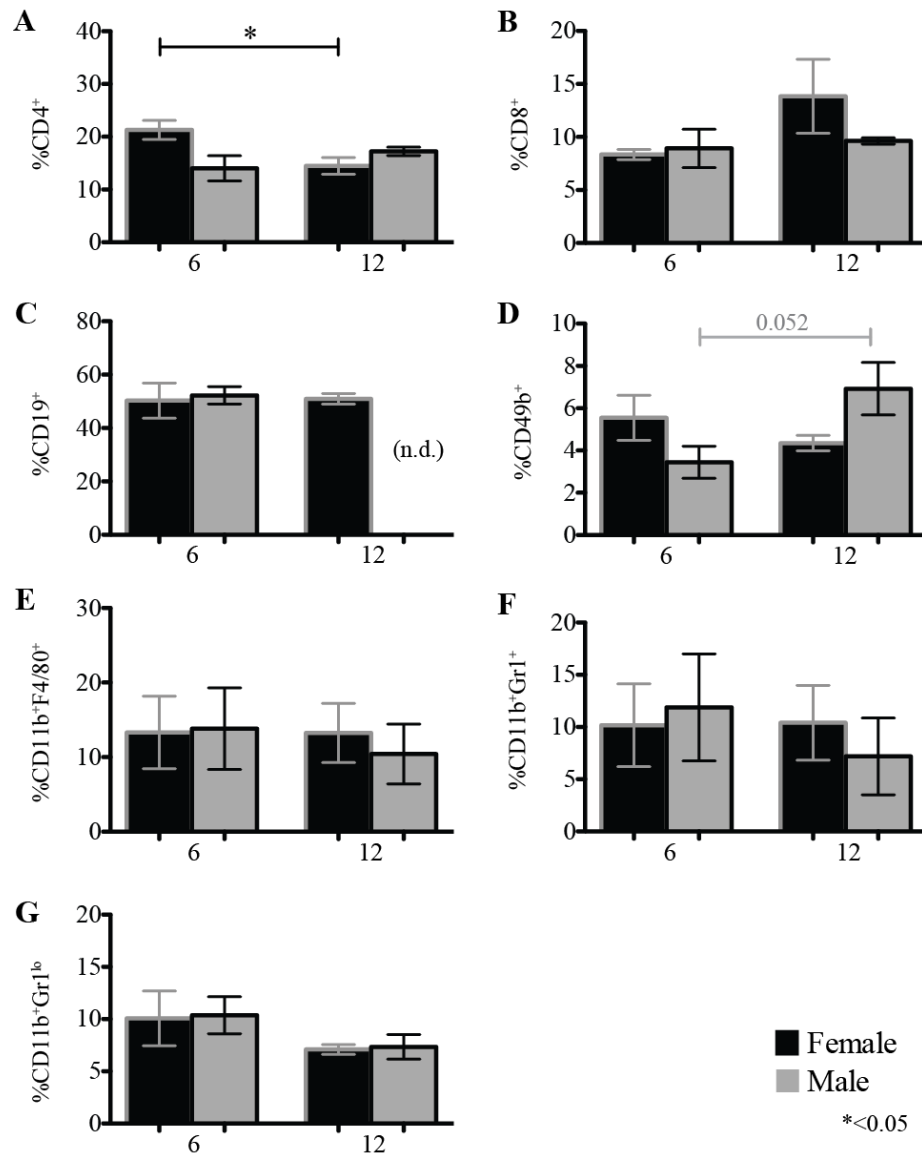 A
*
%CD4⁺
40
30
20
10
0
6 12
B
%CD8⁺
20
15
10
5
0
6 12
C
%CD19⁺
80
60
40
20
0
(n.d.)
6 12
D
0.052
%CD49b⁺
10
8
6
4
2
0
6 12
E
%CD11b⁺F4/80⁺
30
20
10
0
6 12
F
%CD11b⁺Gr1⁺
20
15
10
5
0
6 12
G
%CD11b⁺Gr1ˡᵒ
20
15
10
5
0
6 12
Female
Male
*<0.05